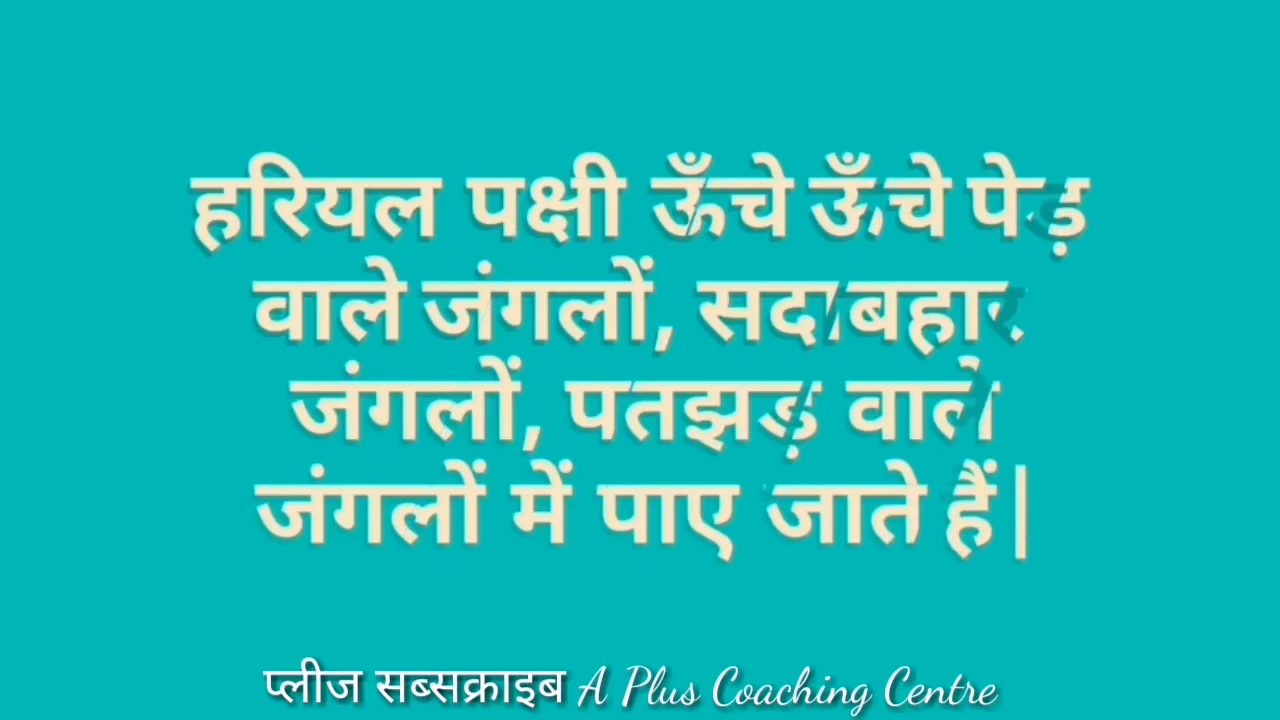 हरियल पक्षी ऊँचे ऊँचे पेड़
वाले जंगलों, सदाबहार
जंगलों, पतझड़ वाले
जंगलों में पाए जाते हैं|
प्लीज सब्सक्राइब A Plus Coaching Centre